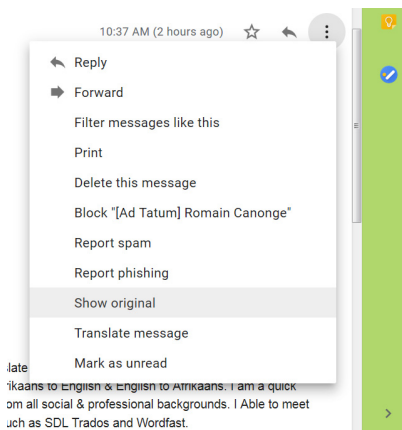 10:37 AM (2 hours ago)
Reply
Forward
Filter messages like this
Print
Delete this message
Block "[Ad Tatum] Romain Canonge"
Report spam
Report phishing
Show original
Translate message
Mark as unread
slate
rikaans to English & English to Afrikaans. I am a quick
om all social & professional backgrounds. I Able to meet
uch as SDL Trados and Wordfast.